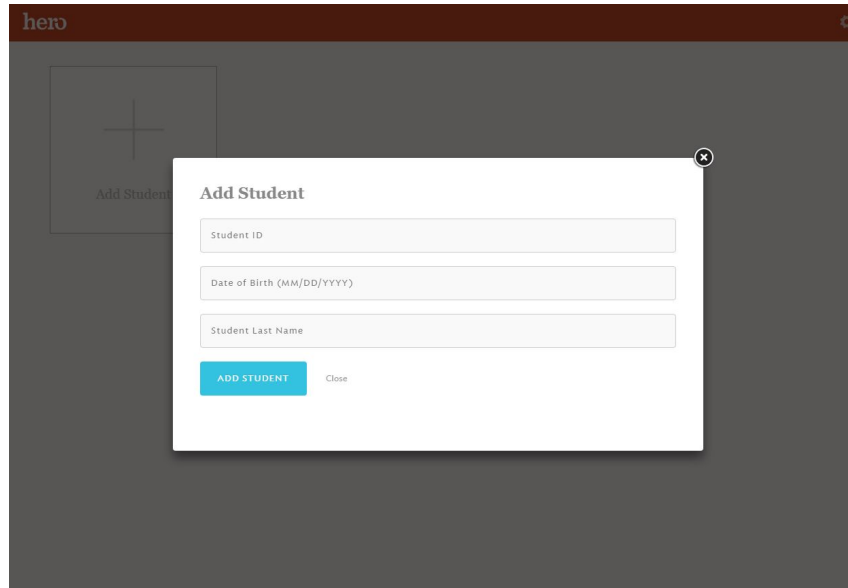 hero
Add Student
Add Student
Student ID
Date of Birth (MM/DD/YYYY)
Student Last Name
ADD STUDENT
Close